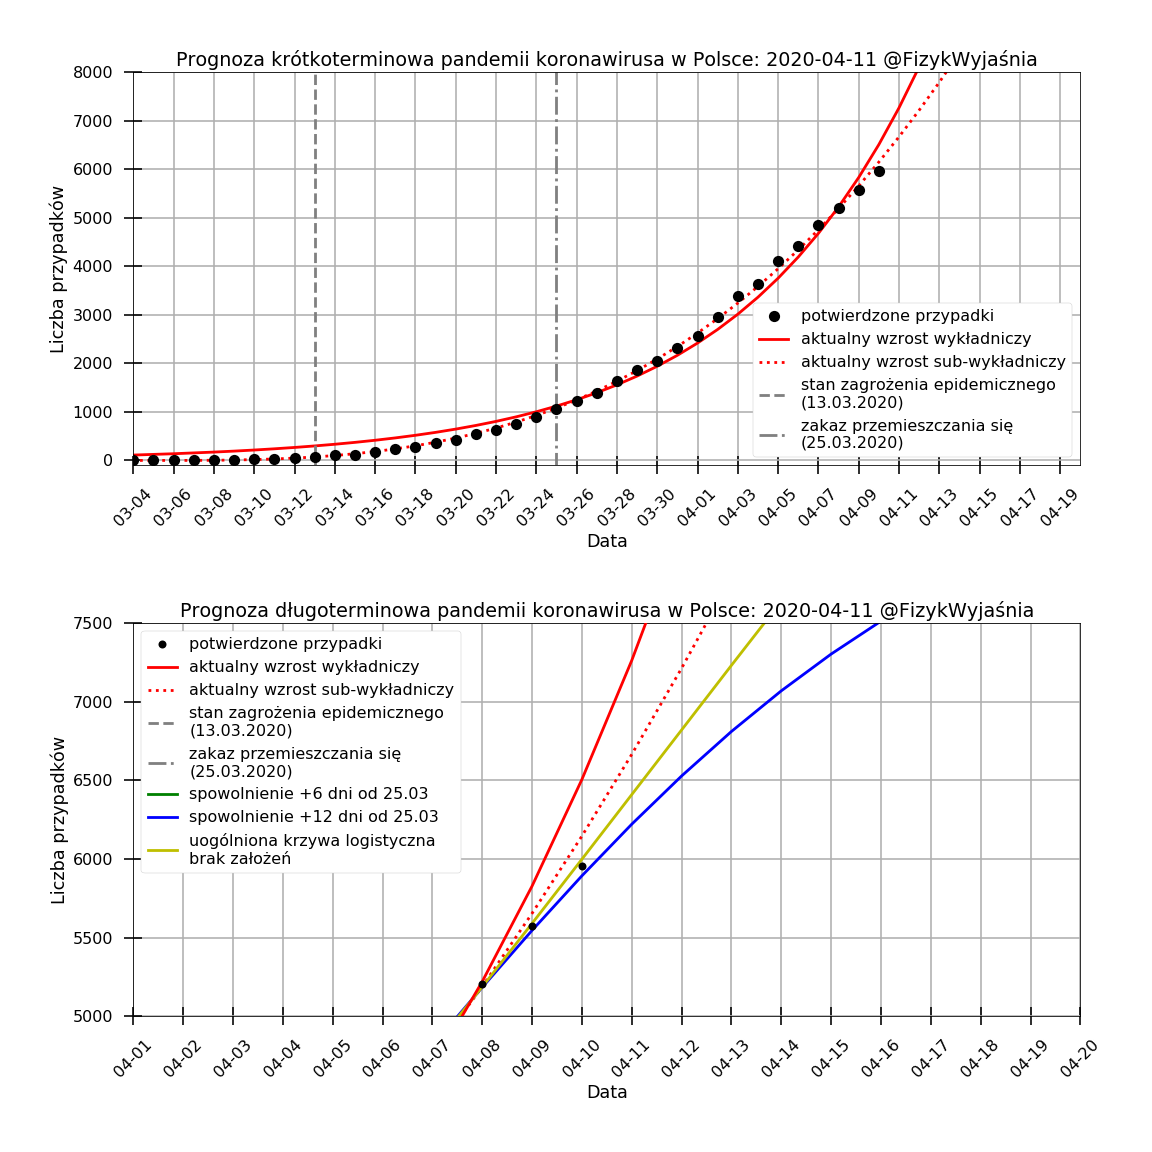 Prognoza krótkoterminowa pandemii koronawirusa w Polsce: 2020-04-11 @FizykWyjaśnia
8000
7000
6000
5000
4000
3000
2000
1000
0
Liczba przypadków
potwierdzone przypadki
aktualny wzrost wykładniczy
aktualny wzrost sub-wykładniczy
stan zagrożenia epidemicznego
(13.03.2020)
zakaz przemieszczania się
(25.03.2020)
03-04 03-06 03-08 03-10 03-12 03-14 03-16 03-18 03-20 03-22 03-24 03-26 03-28 03-30 04-01 04-03 04-05 04-07 04-09 04-11 04-13 04-15 04-17 04-19
Data
Prognoza długoterminowa pandemii koronawirusa w Polsce: 2020-04-11 @FizykWyjaśnia
7500
7000
6500
6000
5500
5000
Liczba przypadków
potwierdzone przypadki
aktualny wzrost wykładniczy
aktualny wzrost sub-wykładniczy
stan zagrożenia epidemicznego
(13.03.2020)
zakaz przemieszczania się
(25.03.2020)
spowolnienie +6 dni od 25.03
spowolnienie +12 dni od 25.03
uogólniona krzywa logistyczna
brak założeń
04-01 04-02 04-03 04-04 04-05 04-06 04-07 04-08 04-09 04-10 04-11 04-12 04-13 04-14 04-15 04-16 04-17 04-18 04-19 04-20
Data